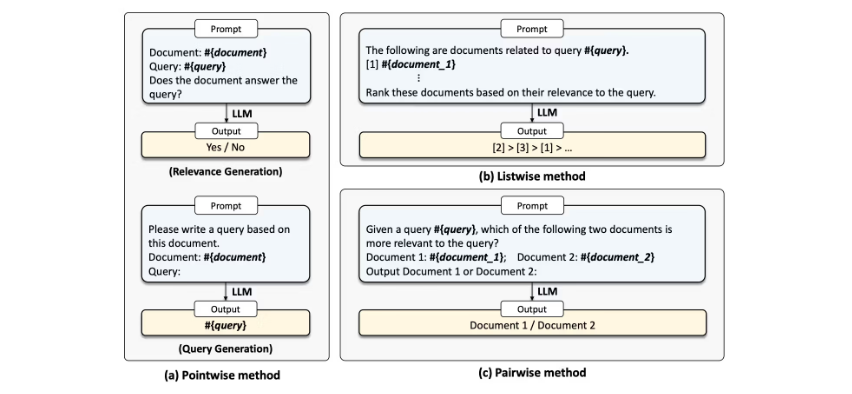 Prompt
Document: #{document}
Query: #{query}
Does the document answer the
query?
LLM
Output
Yes / No
(Relevance Generation)
Prompt
Please write a query based on
this document.
Document: #{document}
Query:
LLM
Output
#{query}
(Query Generation)
(a) Pointwise method
Prompt
The following are documents related to query #{query}.
[1] #{document_1}
⋮
Rank these documents based on their relevance to the query.
LLM
Output
[2] > [3] > [1] > ...
(b) Listwise method
Prompt
Given a query #{query}, which of the following two documents is
more relevant to the query?
Document 1: #{document_1}; Document 2: #{document_2}
Output Document 1 or Document 2:
LLM
Output
Document 1 / Document 2
(c) Pairwise method